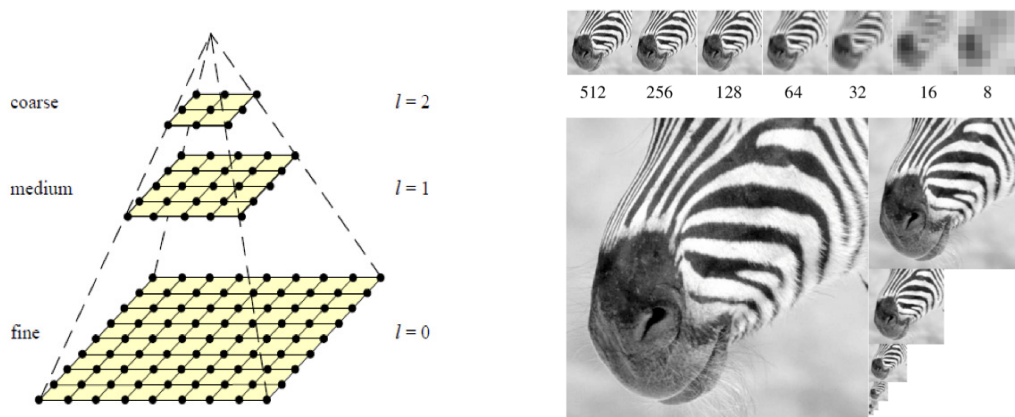 coarse l = 2
medium l = 1
fine l = 0
512 256 128 64 32 16 8